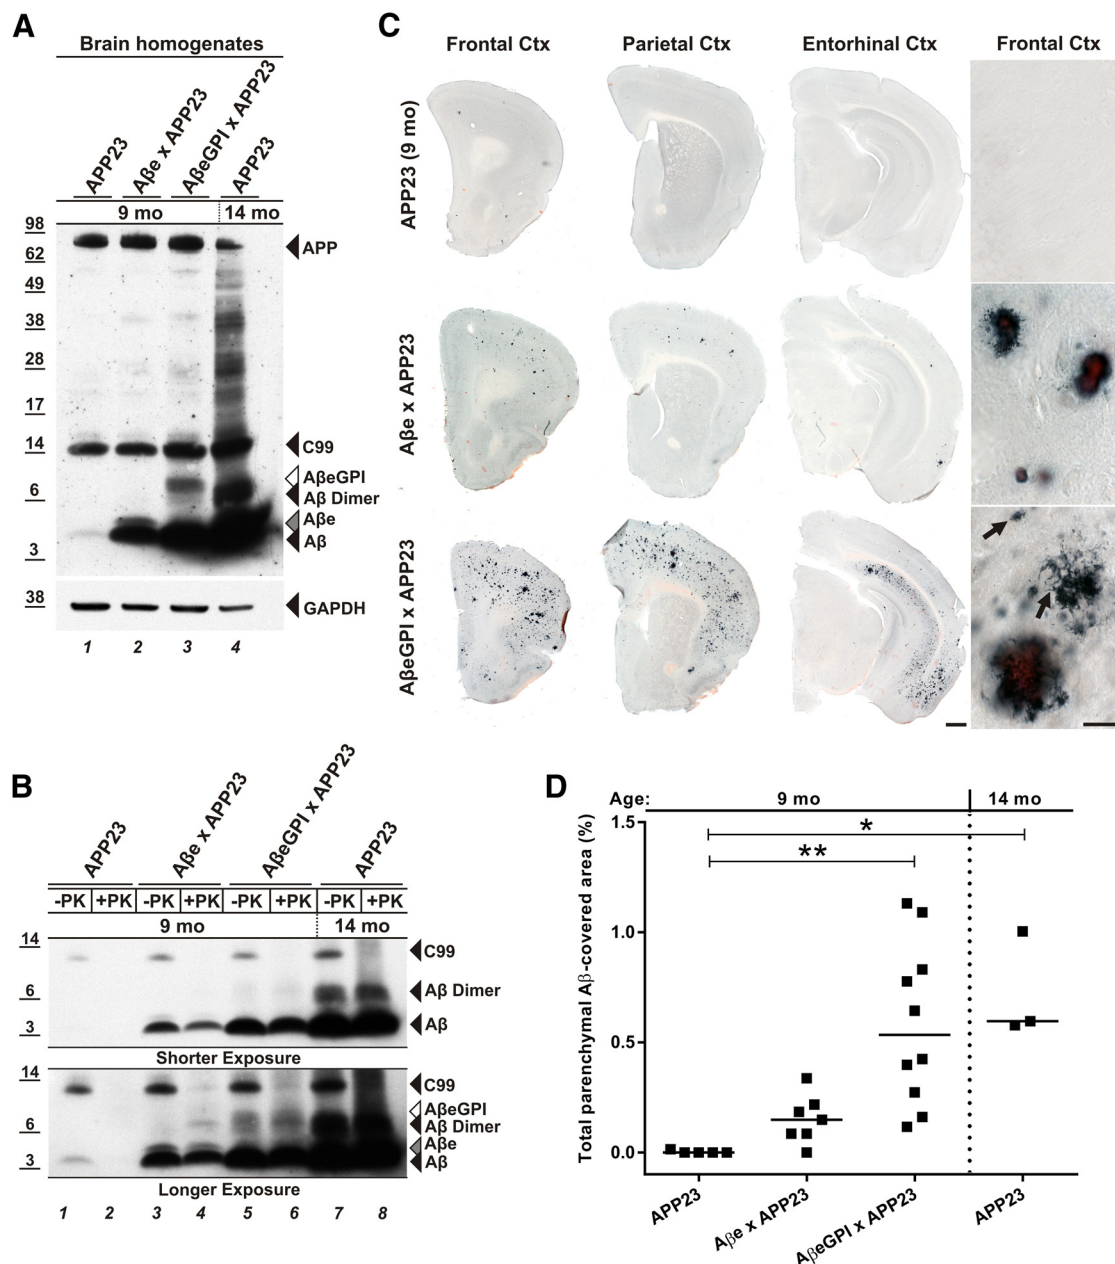 A
Brain homogenates
APP23
Aβe x APP23
AβeGPI x APP23
APP23
9 mo
14 mo
98
62
49
38
28
17
14
6
3
38
APP
C99
AβeGPI
Aβ Dimer
Aβe
Aβ
GAPDH
1 2 3 4
B
APP23
Aβe x APP23
AβeGPI x APP23
APP23
-PK +PK -PK +PK -PK +PK -PK +PK
9 mo
14 mo
14
6
3
C99
Aβ Dimer
Aβ
Shorter Exposure
14
6
3
C99
AβeGPI
Aβ Dimer
Aβe
Aβ
Longer Exposure
1 2 3 4 5 6 7 8
C
Frontal Ctx
Parietal Ctx
Entorhinal Ctx
Frontal Ctx
APP23 (9 mo)
Aβe x APP23
AβeGPI x APP23
D
Age:
9 mo
14 mo
Total parenchymal Aβ-covered area (%)
1.5
1.0
0.5
0.0
*
**
APP23
Aβe x APP23
AβeGPI x APP23
APP23